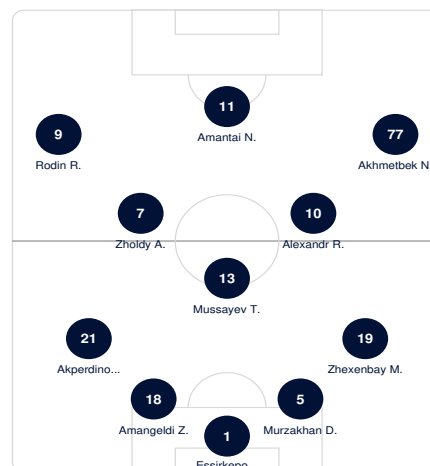 11
Amantai N.
9
Rodin R.
77
Akhmetbek N
7
Zholdy A.
10
Alexandr R.
13
Mussayev T.
21
Akperdino...
19
Zhexenbay M.
18
Amangeldi Z.
5
Murzakhan D.
1
Essirkepo